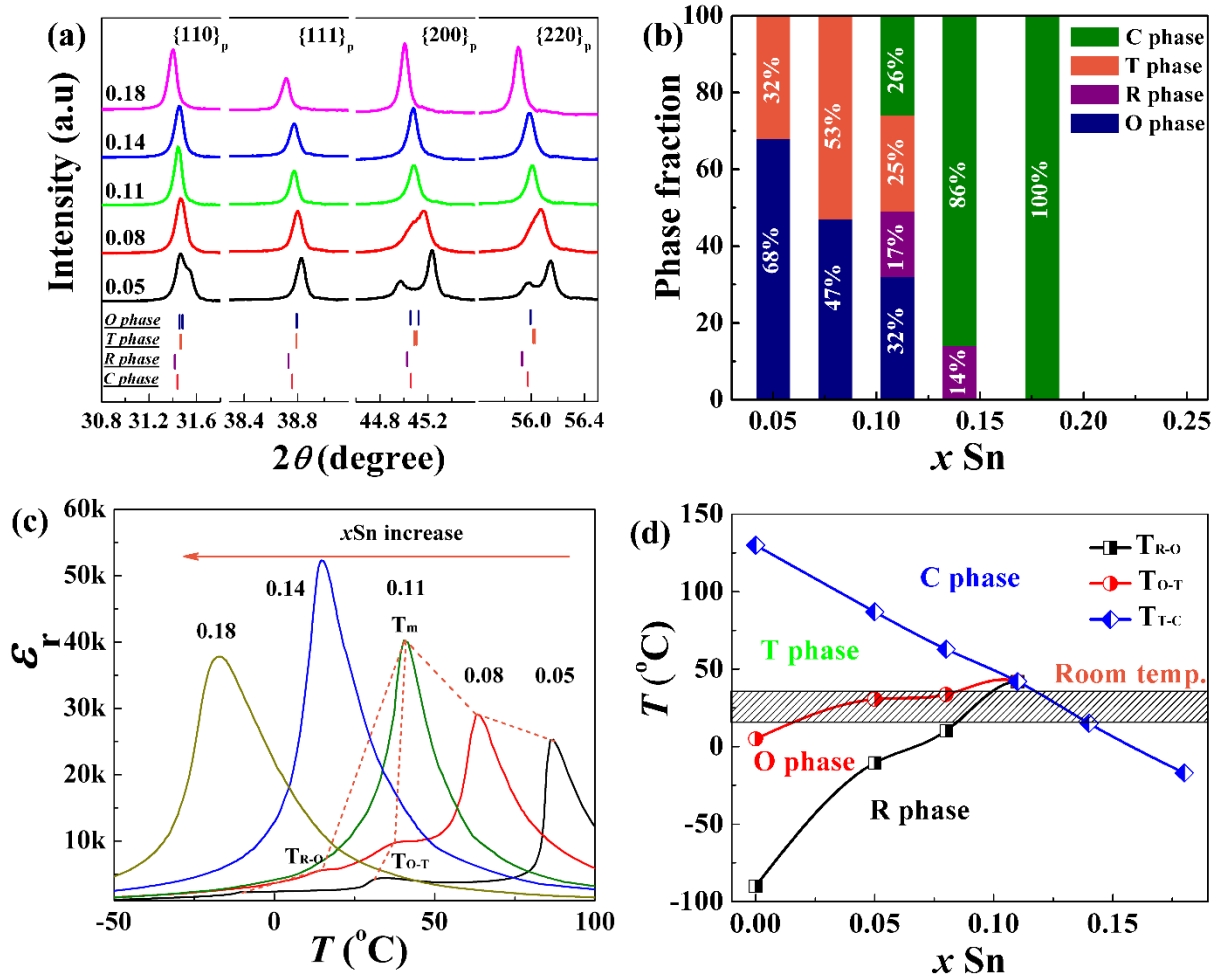 (a)
{110}p
{111}p
{200}p
{220}p
0.18
0.14
0.11
0.08
0.05
O phase
T phase
R phase
C phase
30.8 31.2 31.6 38.4 38.8 44.8 45.2 56.0 56.4
2θ (degree)
Intensity (a.u)
(b)
C phase
T phase
R phase
O phase
32%
68%
53%
47%
26%
25%
17%
32%
86%
14%
100%
100
80
60
40
20
0
0.05 0.10 0.15 0.20 0.25
x Sn
Phase fraction
(c)
xSn increase
0.18
0.14
0.11
Tm
0.08
0.05
TR-O
TO-T
60k
50k
40k
30k
20k
10k
-50 0 50 100
T (°C)
εr
(d)
TR-O
TO-T
TT-C
C phase
T phase
Room temp.
O phase
R phase
150
100
50
0
-50
-100
0.00 0.05 0.10 0.15
x Sn
T (°C)